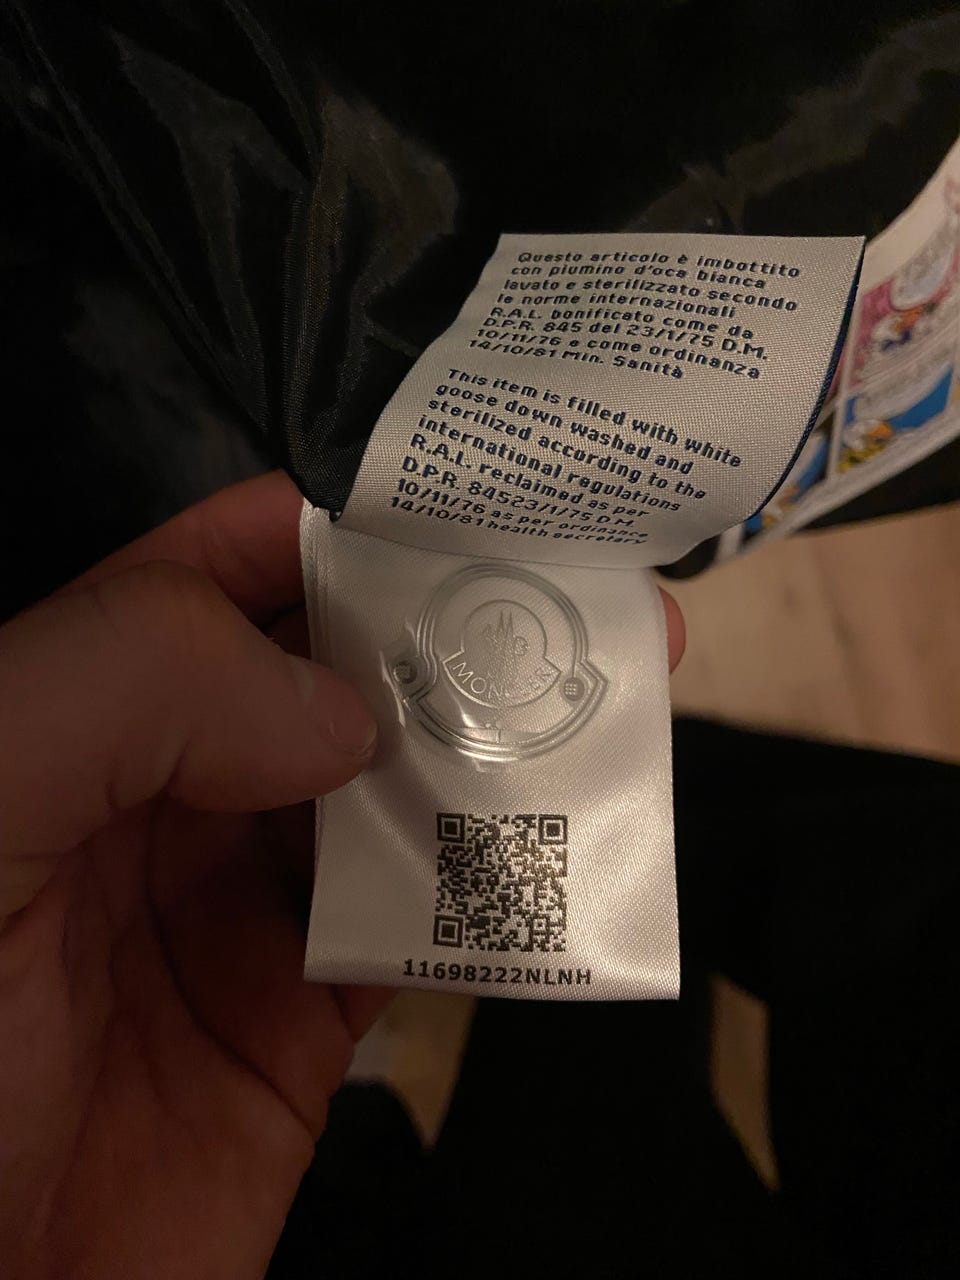 Questo articolo è imbottito
con piumino d'oca bianca
lavato e sterilizzato secondo
le norme internazionali
R.A.L. bonificato come da
D.P.R. 845 del 23/1/75 D.M.
10/11/76 e come ordinanza
14/10/81 Min. Sanità
This item is filled with white
goose down washed and
sterilized according to the
international regulations
R.A.L. reclaimed as per
D.P.R. 84523/1/75 D.M.
10/11/76 as per ordinance
14/10/81 health secretary
MONCLER
11698222NLNH